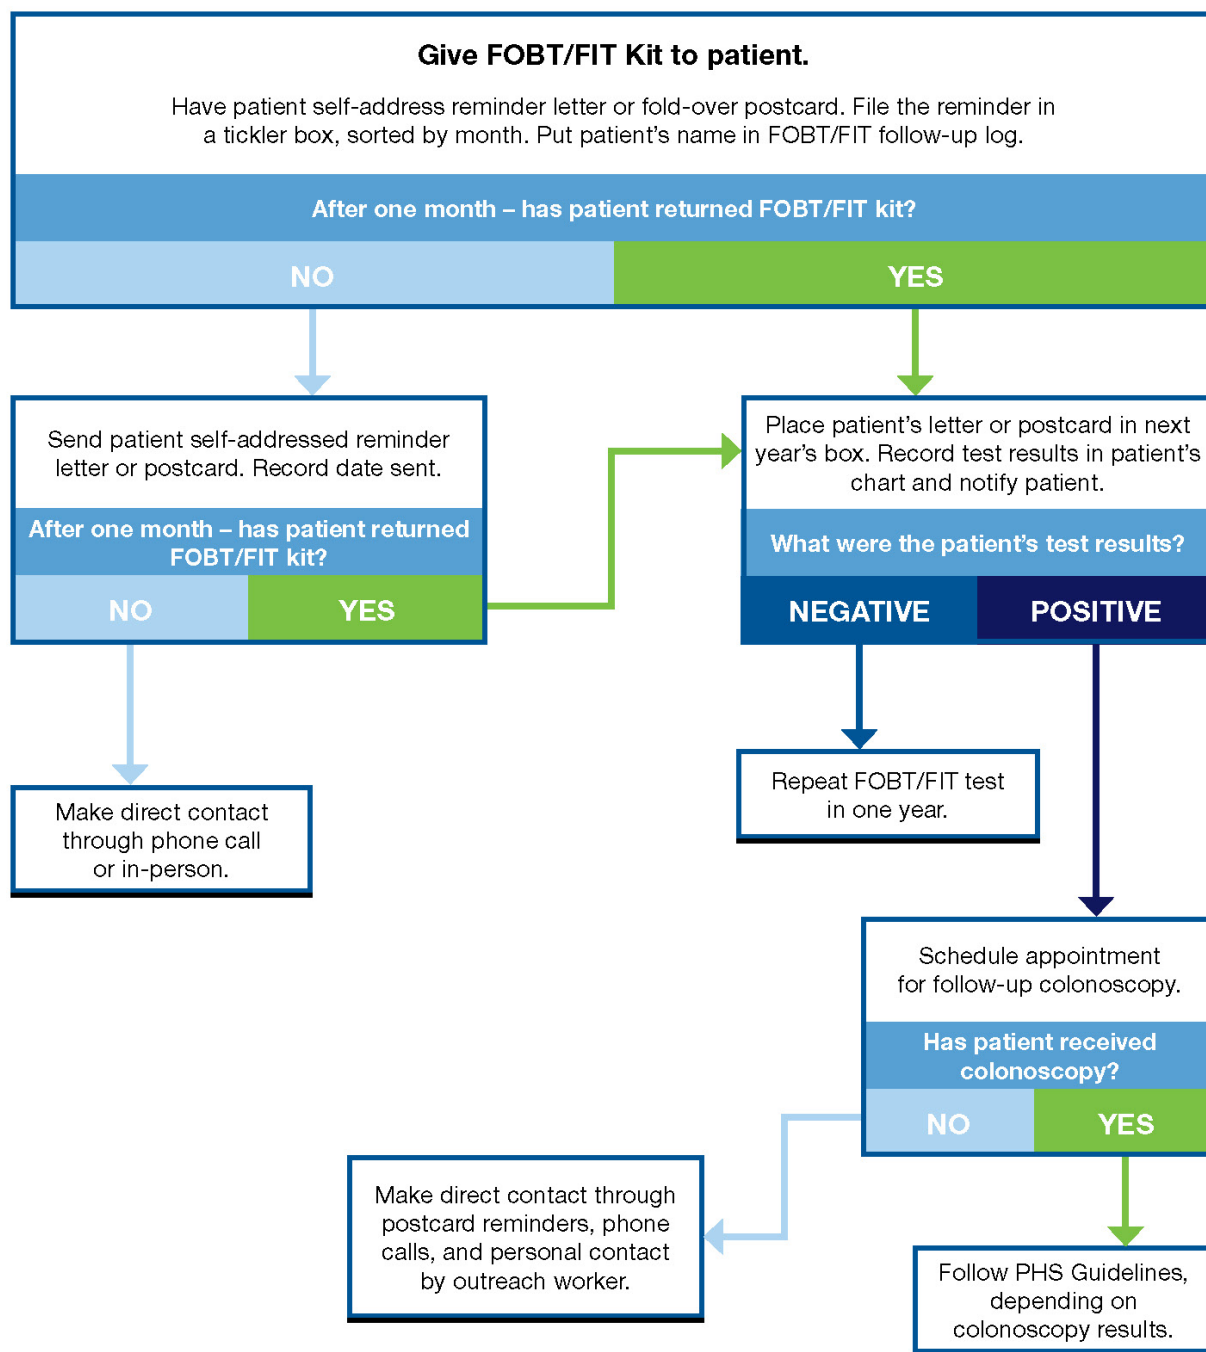 Give FOBT/FIT Kit to patient.
Have patient self-address reminder letter or fold-over postcard. File the reminder in
a tickler box, sorted by month. Put patient’s name in FOBT/FIT follow-up log.
After one month – has patient returned FOBT/FIT kit?
NO
YES
Send patient self-addressed reminder
letter or postcard. Record date sent.
After one month – has patient returned
FOBT/FIT kit?
NO
YES
Place patient’s letter or postcard in next
year’s box. Record test results in patient’s
chart and notify patient.
What were the patient’s test results?
NEGATIVE
POSITIVE
Make direct contact
through phone call
or in-person.
Repeat FOBT/FIT test
in one year.
Schedule appointment
for follow-up colonoscopy.
Has patient received
colonoscopy?
NO
YES
Make direct contact through
postcard reminders, phone
calls, and personal contact
by outreach worker.
Follow PHS Guidelines,
depending on
colonoscopy results.